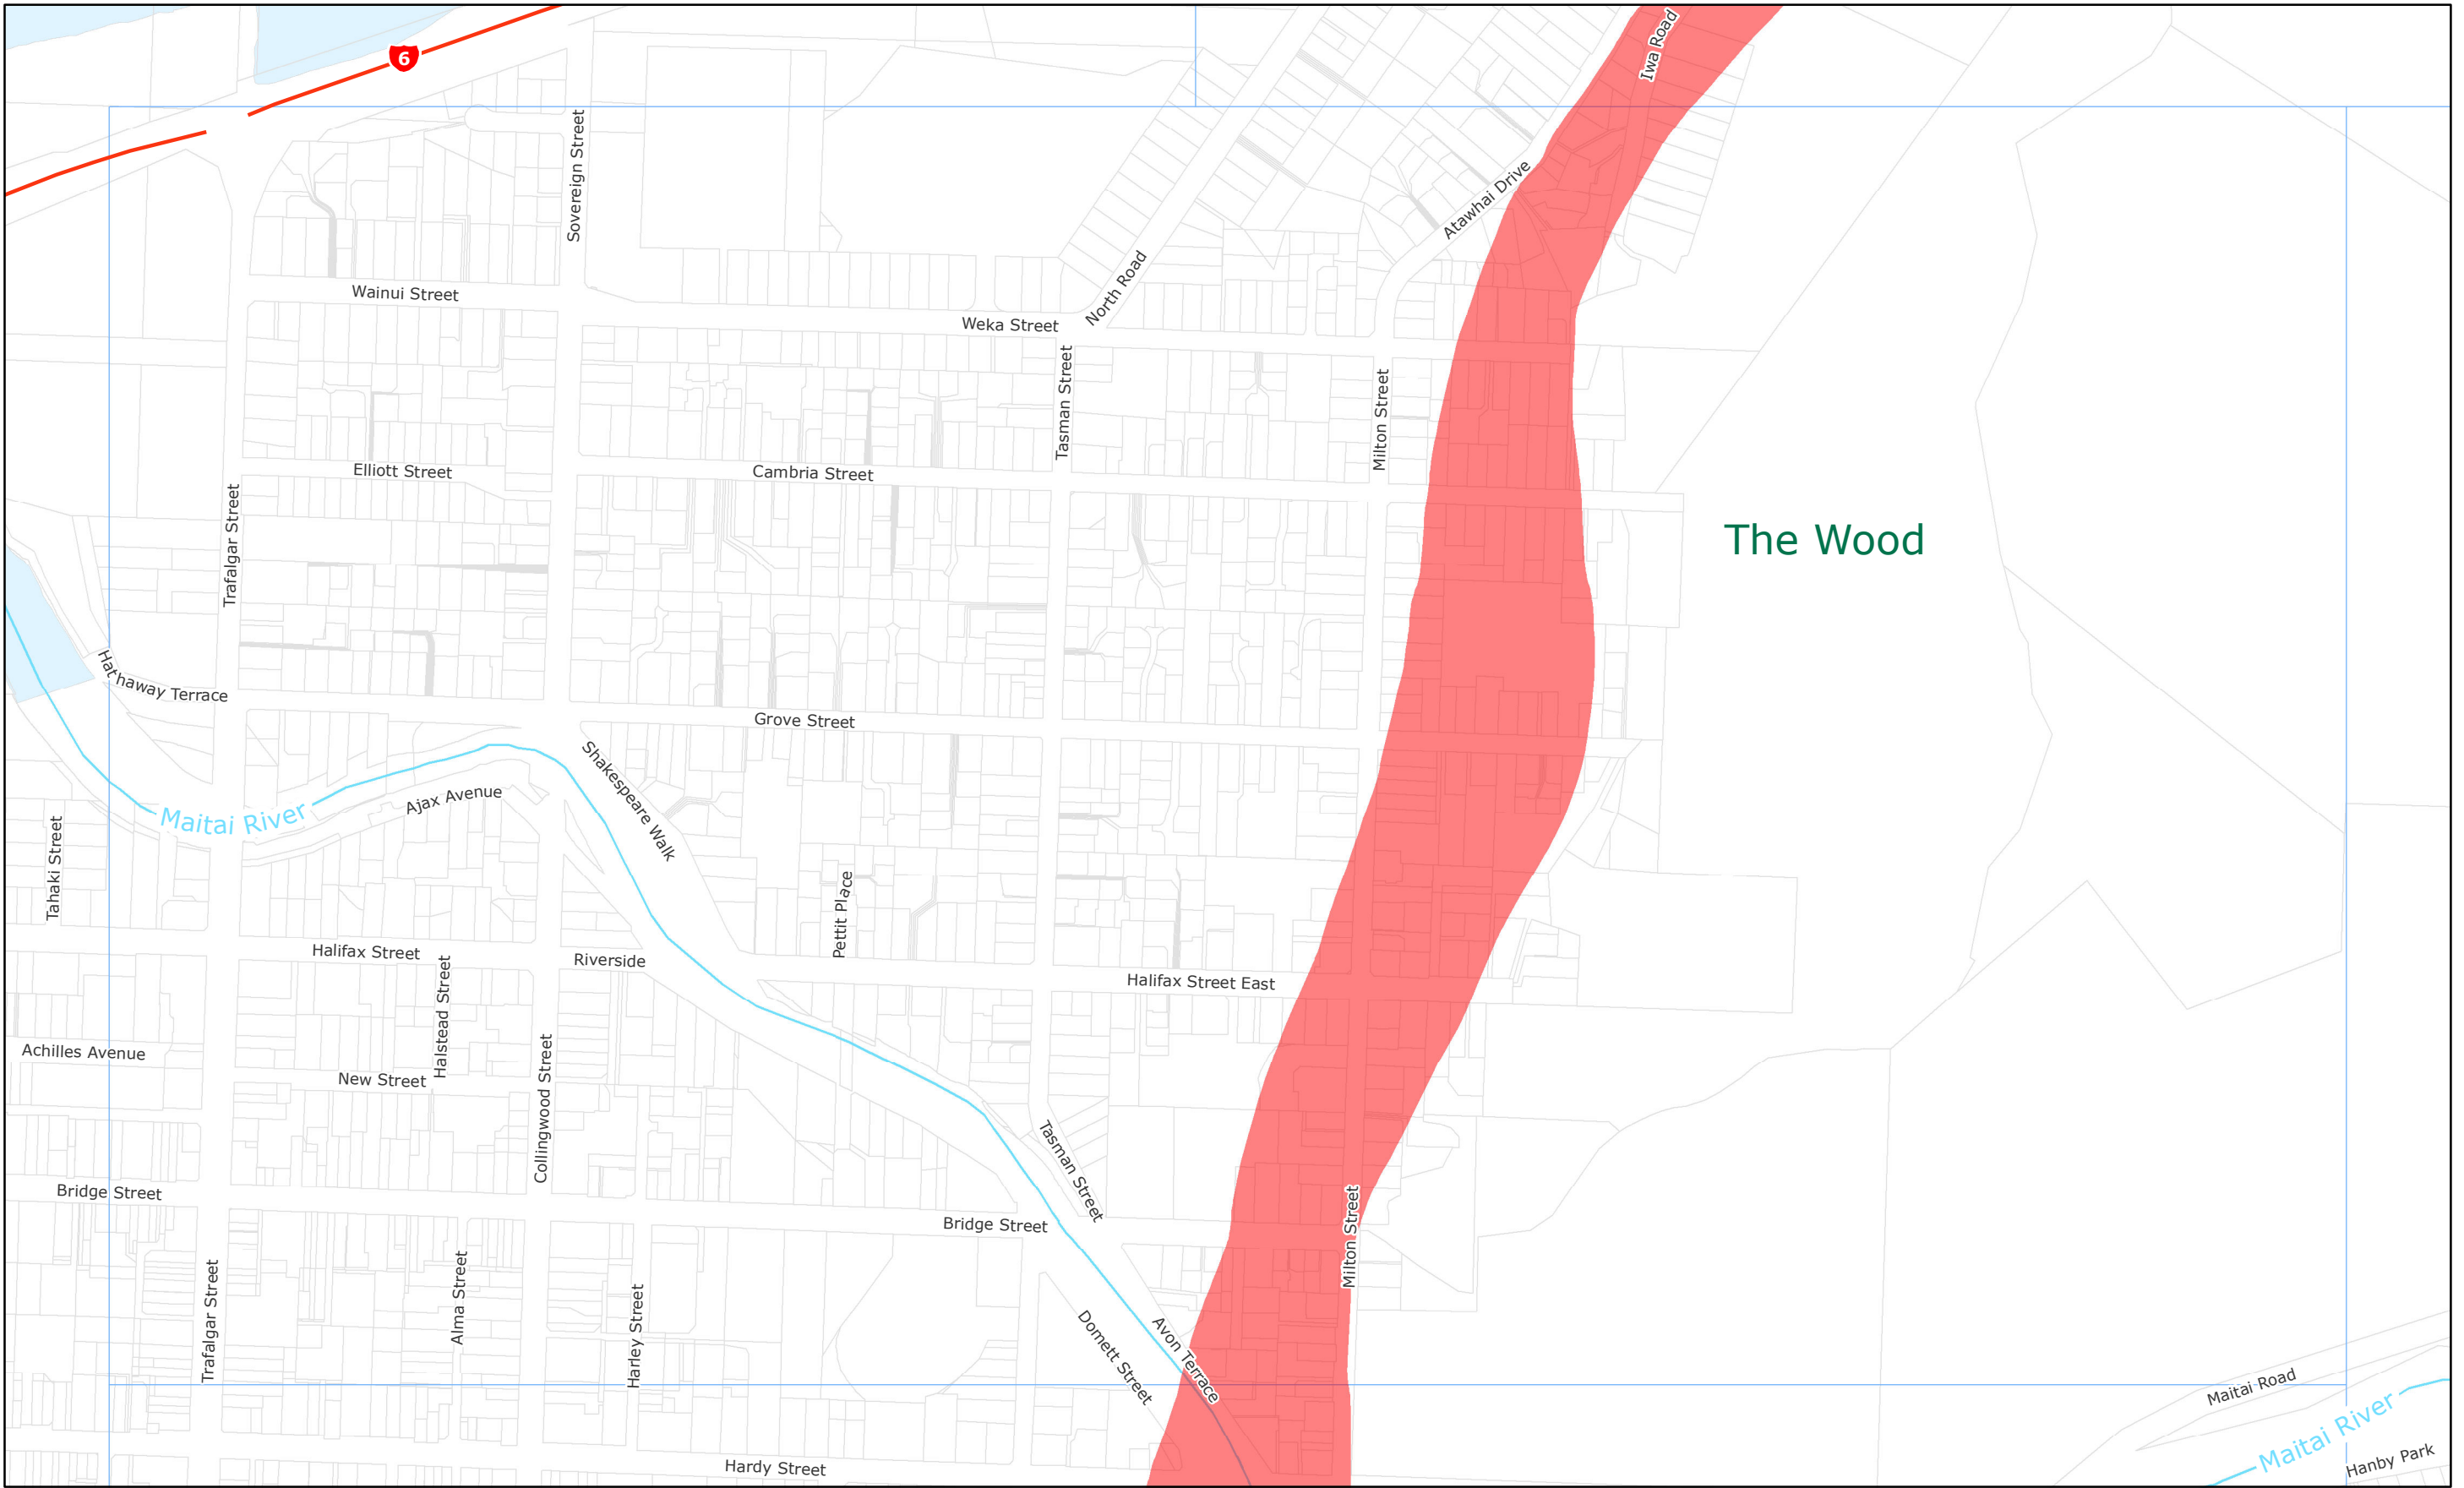 Iwa Road
6
Sovereign Street
Atawhai Drive
North Road
Wainui Street
Weka Street
Tasman Street
Milton Street
Elliott Street
Cambria Street
Trafalgar Street
The Wood
Hathaway Terrace
Grove Street
Shakespeare Walk
Ajax Avenue
Maitai River
Tahaki Street
Pettit Place
Halifax Street
Riverside
Halifax Street East
Halstead Street
Achilles Avenue
New Street
Collingwood Street
Tasman Street
Bridge Street
Bridge Street
Milton Street
Trafalgar Street
Alma Street
Harley Street
Domett Street
Avon Terrace
Maitai Road
Maitai River
Hanby Park
Hardy Street